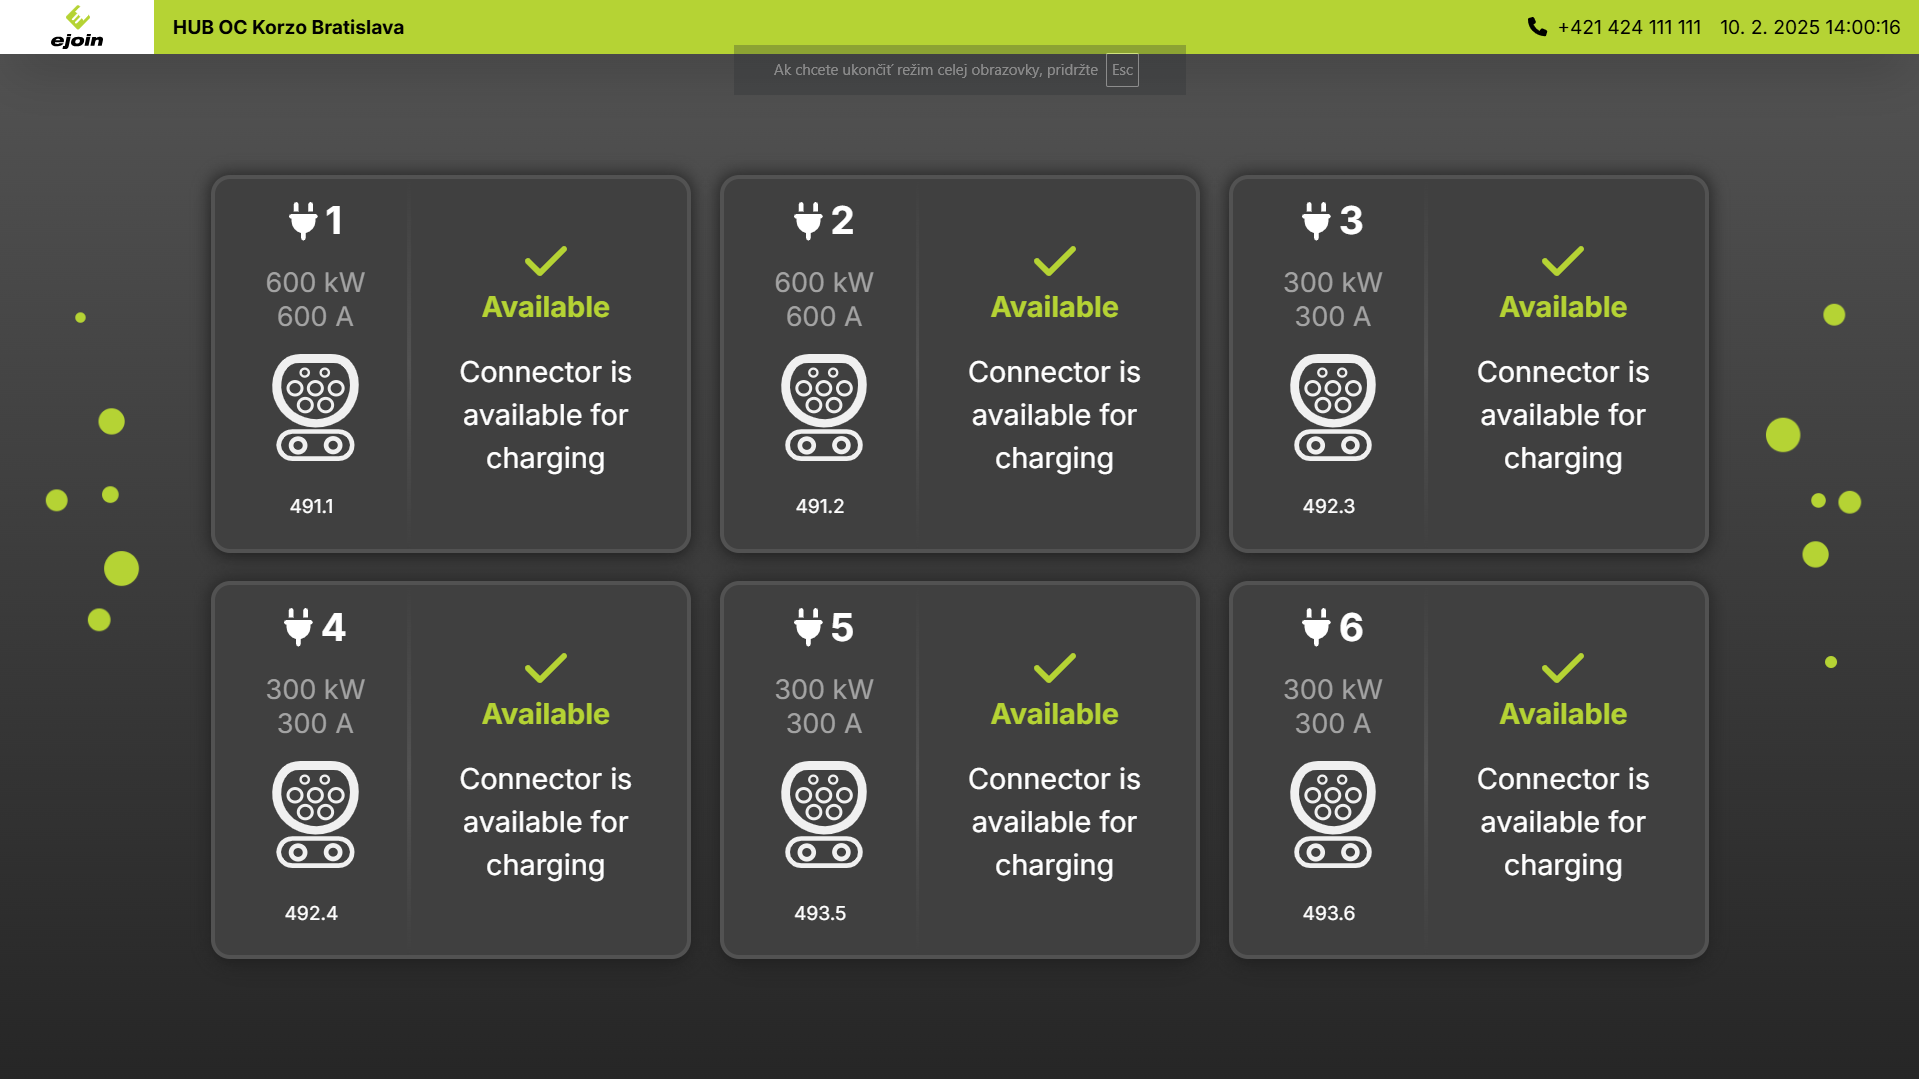 ejoin
HUB OC Korzo Bratislava
+421 424 111 111
10. 2. 2025 14:00:16
Ak chcete ukončiť režim celej obrazovky, pridržte Esc
1
600 kW
600 A
491.1
Available
Connector is
available for
charging
2
600 kW
600 A
491.2
Available
Connector is
available for
charging
3
300 kW
300 A
492.3
Available
Connector is
available for
charging
4
300 kW
300 A
492.4
Available
Connector is
available for
charging
5
300 kW
300 A
493.5
Available
Connector is
available for
charging
6
300 kW
300 A
493.6
Available
Connector is
available for
charging